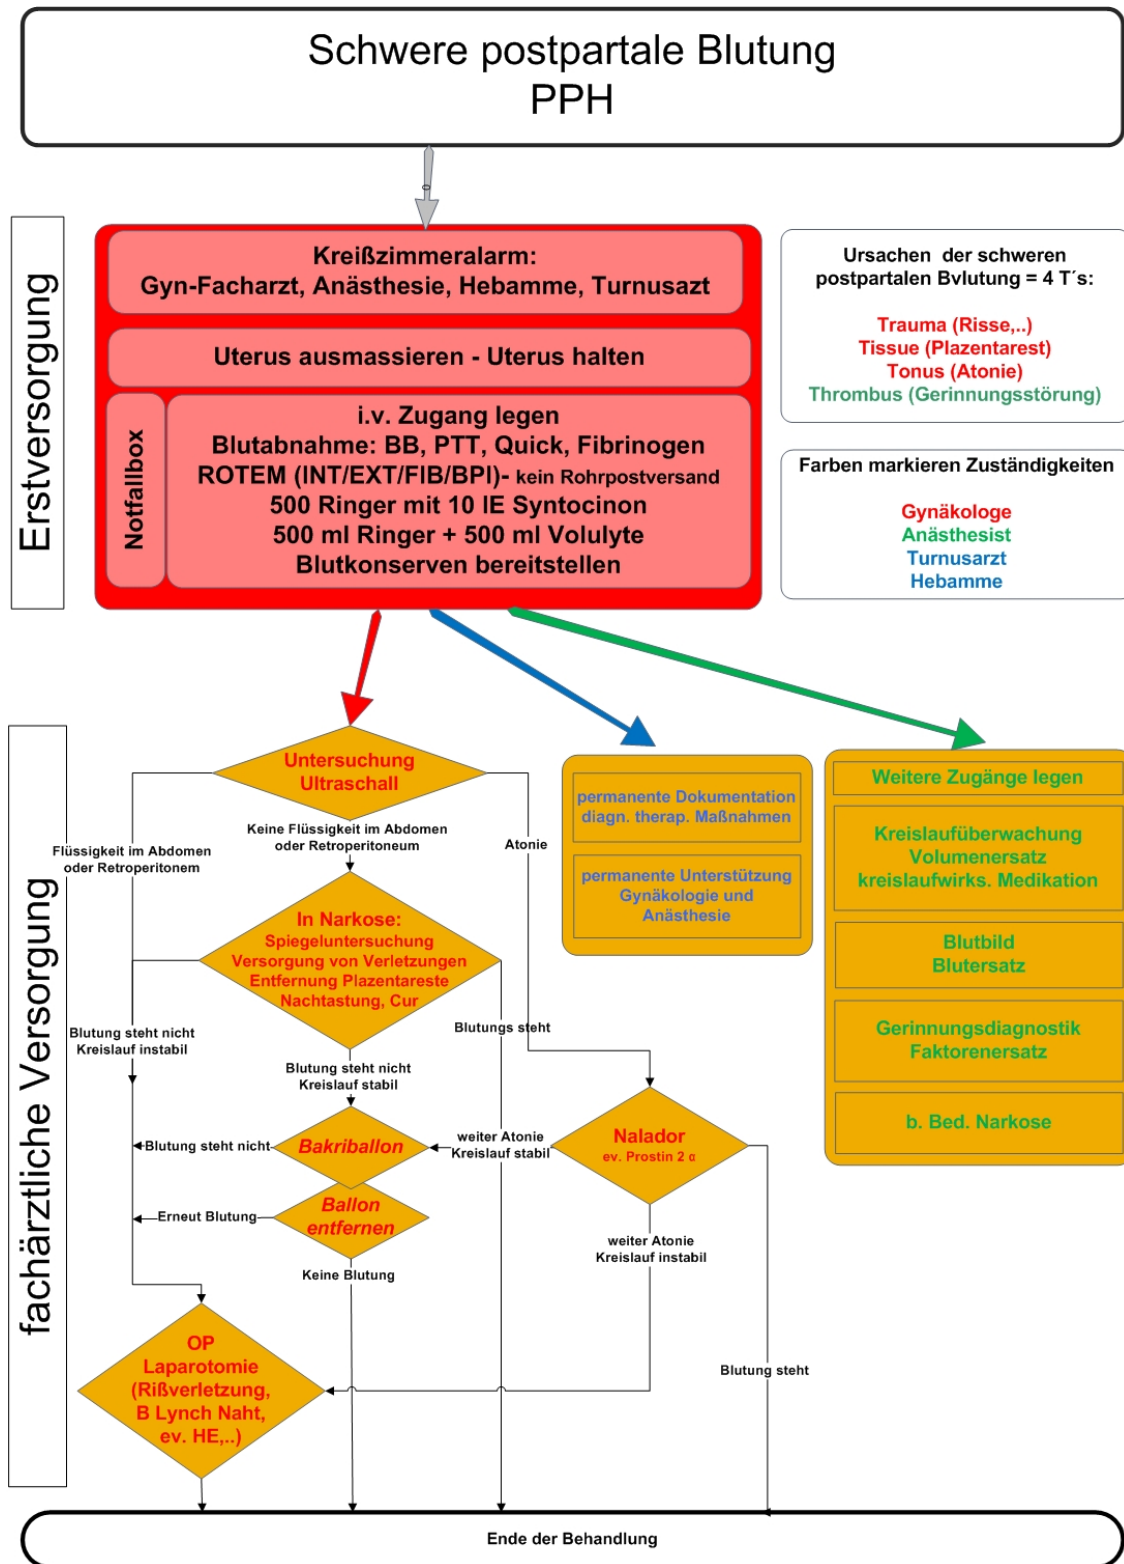 Schwere postpartale Blutung
PPH
Erstversorgung
Kreißzimmeralarm:
Gyn-Facharzt, Anästhesie, Hebamme, Turnusazt
Uterus ausmassieren - Uterus halten
Notfallbox
i.v. Zugang legen
Blutabnahme: BB, PTT, Quick, Fibrinogen
ROTEM (INT/EXT/FIB/BPI)- kein Rohrpostversand
500 Ringer mit 10 IE Syntocinon
500 ml Ringer + 500 ml Volulyte
Blutkonserven bereitstellen
Ursachen der schweren
postpartalen Bvlutung = 4 T´s:
Trauma (Risse,..)
Tissue (Plazentarest)
Tonus (Atonie)
Thrombus (Gerinnungsstörung)
Farben markieren Zuständigkeiten
Gynäkologe
Anästhesist
Turnusarzt
Hebamme
fachärztliche Versorgung
Untersuchung
Ultraschall
Flüssigkeit im Abdomen
oder Retroperitonem
Keine Flüssigkeit im Abdomen
oder Retroperitoneum
Atonie
In Narkose:
Spiegeluntersuchung
Versorgung von Verletzungen
Entfernung Plazentareste
Nachtastung, Cur
Blutung steht nicht
Kreislauf instabil
Blutungs steht
Blutung steht nicht
Kreislauf stabil
Bakriballon
Blutung steht nicht
weiter Atonie
Kreislauf stabil
Nalador
ev. Prostin 2 α
Ballon
entfernen
Erneut Blutung
Keine Blutung
weiter Atonie
Kreislauf instabil
OP
Laparotomie
(Rißverletzung,
B Lynch Naht,
ev. HE,..)
Blutung steht
permanente Dokumentation
diagn. therap. Maßnahmen
permanente Unterstützung
Gynäkologie und
Anästhesie
Weitere Zugänge legen
Kreislaufüberwachung
Volumenersatz
kreislaufwirks. Medikation
Blutbild
Blutersatz
Gerinnungsdiagnostik
Faktorenersatz
b. Bed. Narkose
Ende der Behandlung